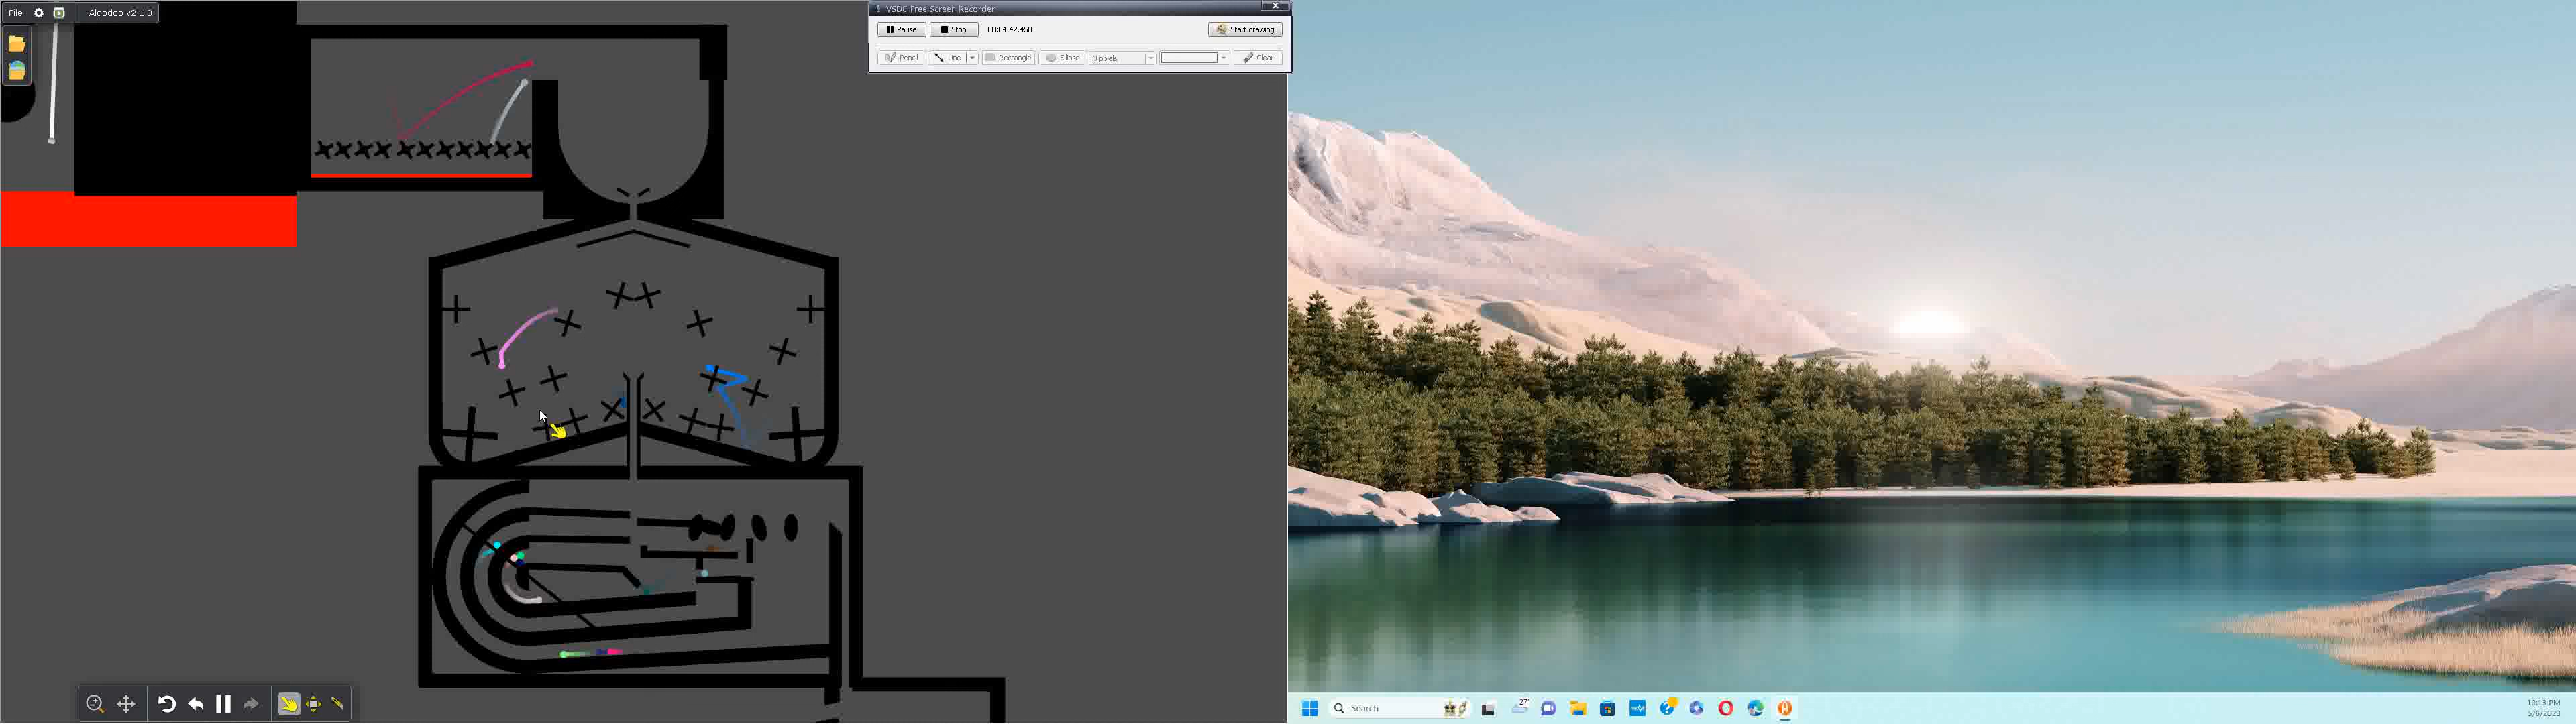 File
Algodoo v2.1.0
VSDC Free Screen Recorder
Pause
Stop
00:04:42.450
Start drawing
Pencil
Line
Rectangle
Ellipse
3 pixels
Clear
Search
27°
10:13 PM
5/6/2023